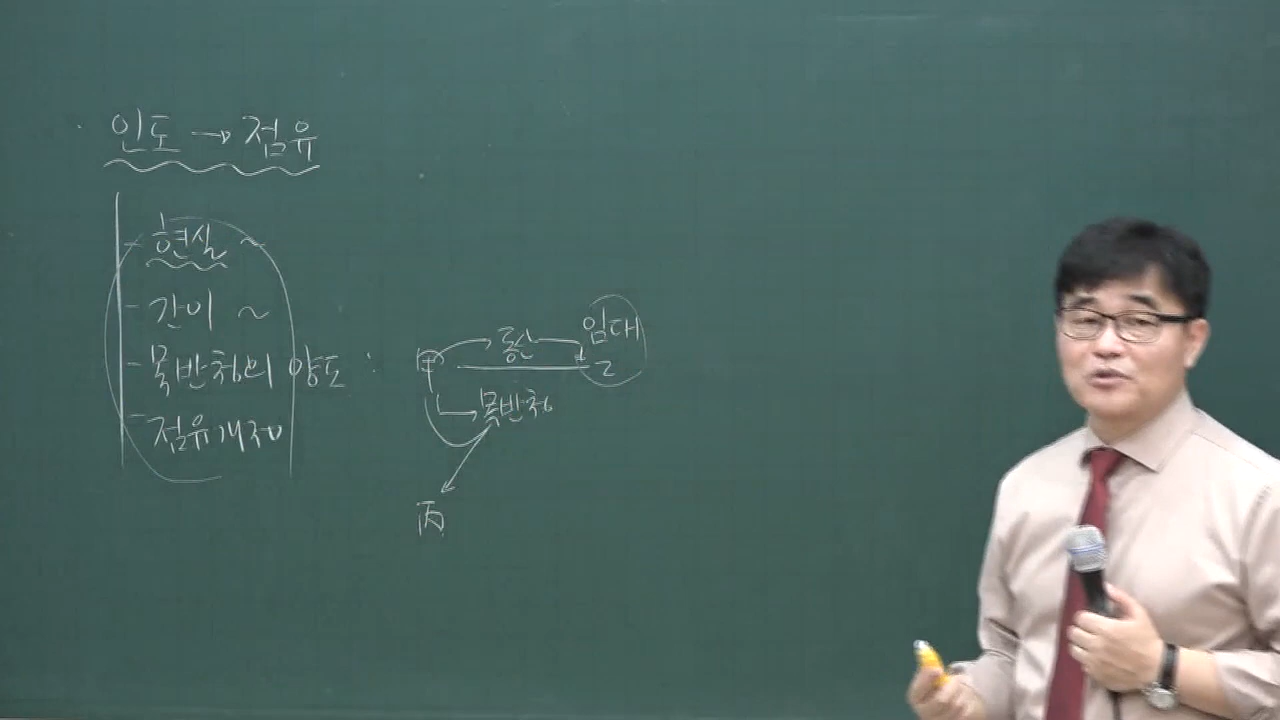 인도 → 점유
- 현실 ~
- 간이 ~
- 목반청의 양도 :
- 점유개정
甲 동산 임대
乙
목반청
丙